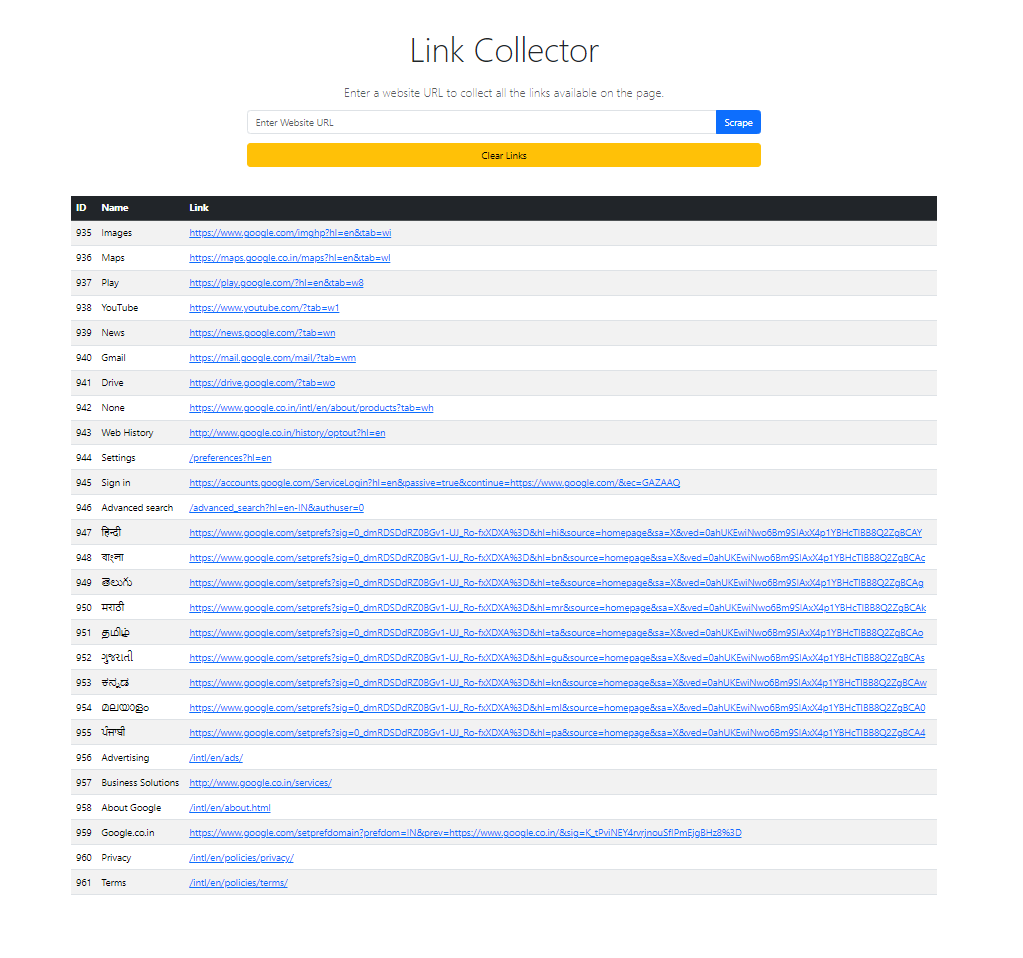 Link Collector
Enter a website URL to collect all the links available on the page.
Enter Website URL Scrape
Clear Links
ID Name Link
935 Images https://www.google.com/imghp?hl=en&tab=wi
936 Maps https://maps.google.co.in/maps?hl=en&tab=wl
937 Play https://play.google.com/?hl=en&tab=w8
938 YouTube https://www.youtube.com/?tab=w1
939 News https://news.google.com/?tab=wn
940 Gmail https://mail.google.com/mail/?tab=wm
941 Drive https://drive.google.com/?tab=wo
942 None https://www.google.co.in/intl/en/about/products?tab=wh
943 Web History http://www.google.co.in/history/optout?hl=en
944 Settings /preferences?hl=en
945 Sign in https://accounts.google.com/ServiceLogin?hl=en&passive=true&continue=https://www.google.com/&ec=GAZAAQ
946 Advanced search /advanced_search?hl=en-IN&authuser=0
947 हिन्दी https://www.google.com/setprefs?sig=0_dmRDSDdRZ0BGv1-UJ_Ro-fxXDXA%3D&hl=hi&source=homepage&sa=X&ved=0ahUKEwiNwo6Bm9SIAxX4p1YBHcTlBB8Q2ZgBCAY
948 বাংলা https://www.google.com/setprefs?sig=0_dmRDSDdRZ0BGv1-UJ_Ro-fxXDXA%3D&hl=bn&source=homepage&sa=X&ved=0ahUKEwiNwo6Bm9SIAxX4p1YBHcTlBB8Q2ZgBCAc
949 తెలుగు https://www.google.com/setprefs?sig=0_dmRDSDdRZ0BGv1-UJ_Ro-fxXDXA%3D&hl=te&source=homepage&sa=X&ved=0ahUKEwiNwo6Bm9SIAxX4p1YBHcTlBB8Q2ZgBCAg
950 मराठी https://www.google.com/setprefs?sig=0_dmRDSDdRZ0BGv1-UJ_Ro-fxXDXA%3D&hl=mr&source=homepage&sa=X&ved=0ahUKEwiNwo6Bm9SIAxX4p1YBHcTlBB8Q2ZgBCAk
951 தமிழ் https://www.google.com/setprefs?sig=0_dmRDSDdRZ0BGv1-UJ_Ro-fxXDXA%3D&hl=ta&source=homepage&sa=X&ved=0ahUKEwiNwo6Bm9SIAxX4p1YBHcTlBB8Q2ZgBCAo
952 ગુજરાતી https://www.google.com/setprefs?sig=0_dmRDSDdRZ0BGv1-UJ_Ro-fxXDXA%3D&hl=gu&source=homepage&sa=X&ved=0ahUKEwiNwo6Bm9SIAxX4p1YBHcTlBB8Q2ZgBCAs
953 ಕನ್ನಡ https://www.google.com/setprefs?sig=0_dmRDSDdRZ0BGv1-UJ_Ro-fxXDXA%3D&hl=kn&source=homepage&sa=X&ved=0ahUKEwiNwo6Bm9SIAxX4p1YBHcTlBB8Q2ZgBCAw
954 മലയാളം https://www.google.com/setprefs?sig=0_dmRDSDdRZ0BGv1-UJ_Ro-fxXDXA%3D&hl=ml&source=homepage&sa=X&ved=0ahUKEwiNwo6Bm9SIAxX4p1YBHcTlBB8Q2ZgBCA0
955 ਪੰਜਾਬੀ https://www.google.com/setprefs?sig=0_dmRDSDdRZ0BGv1-UJ_Ro-fxXDXA%3D&hl=pa&source=homepage&sa=X&ved=0ahUKEwiNwo6Bm9SIAxX4p1YBHcTlBB8Q2ZgBCA4
956 Advertising /intl/en/ads/
957 Business Solutions http://www.google.co.in/services/
958 About Google /intl/en/about.html
959 Google.co.in https://www.google.com/setprefdomain?prefdom=IN&prev=https://www.google.co.in/&sig=K_tPviNEY4rvrjnouSflPmEjgBHz8%3D
960 Privacy /intl/en/policies/privacy/
961 Terms /intl/en/policies/terms/